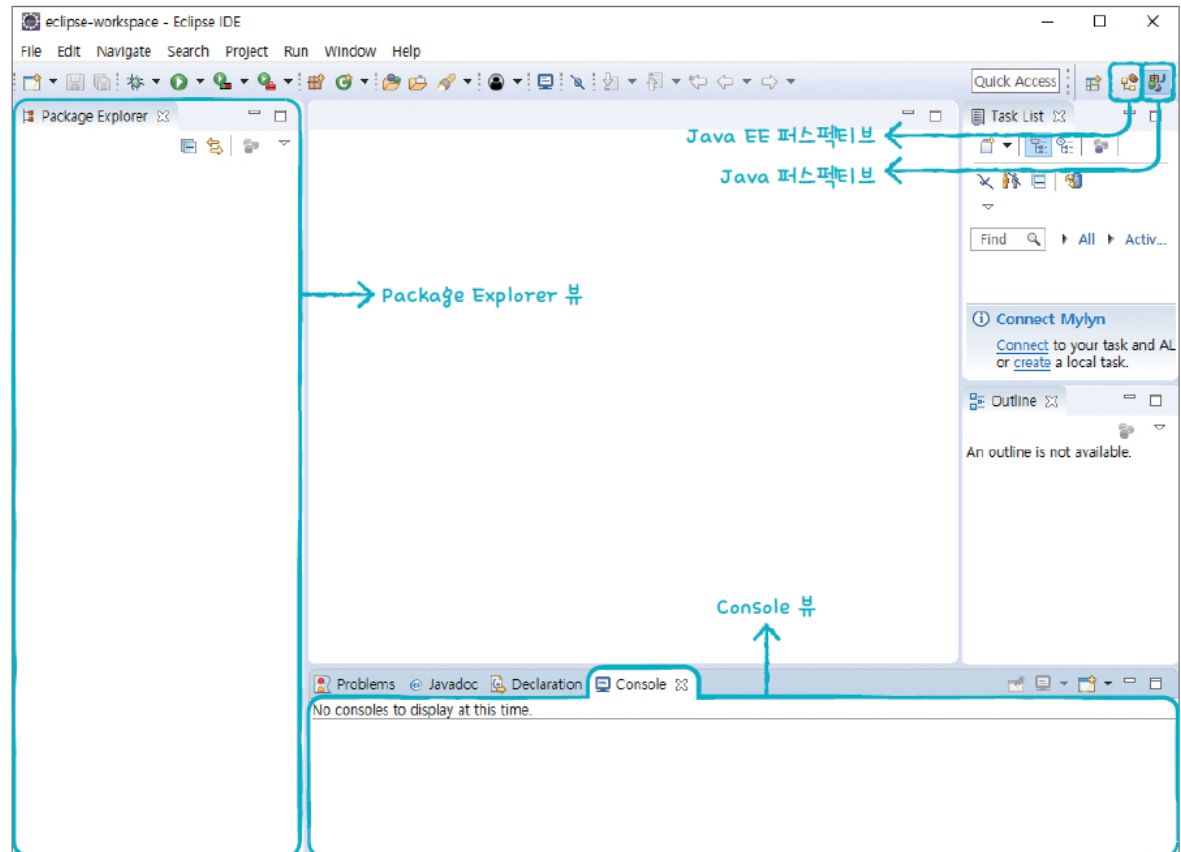 eclipse-workspace - Eclipse IDE
File Edit Navigate Search Project Run Window Help
Quick Access
Package Explorer
Task List
Java EE 퍼스펙티브
Java 퍼스펙티브
Find All Activ...
Package Explorer 뷰
Connect Mylyn
Connect to your task and AL
or create a local task.
Outline
An outline is not available.
Console 뷰
Problems @ Javadoc Declaration Console
No consoles to display at this time.